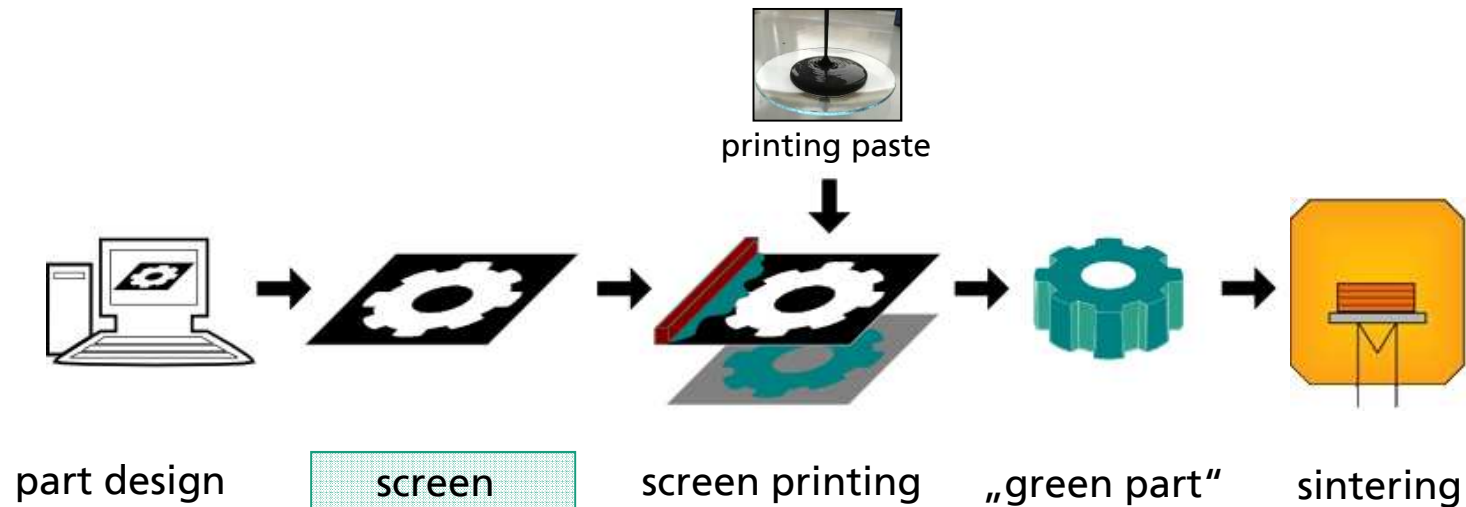 printing paste
part design
screen
screen printing
„green part“
sintering